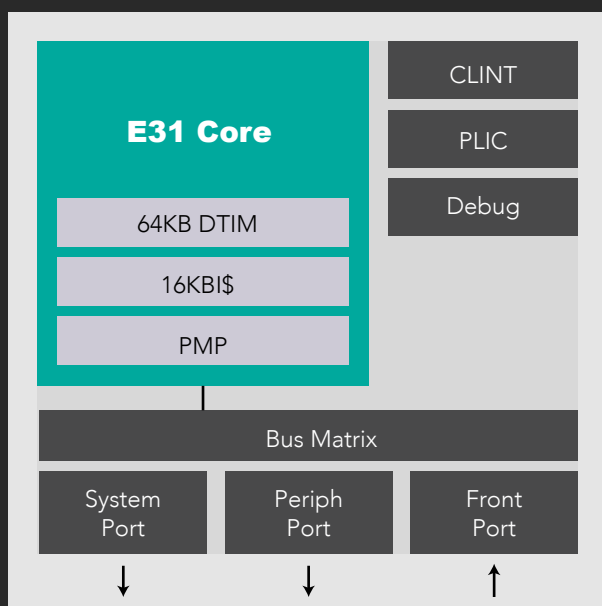 E31 Core
64KB DTIM
16KBI$
PMP
CLINT
PLIC
Debug
Bus Matrix
System
Port
Periph
Port
Front
Port